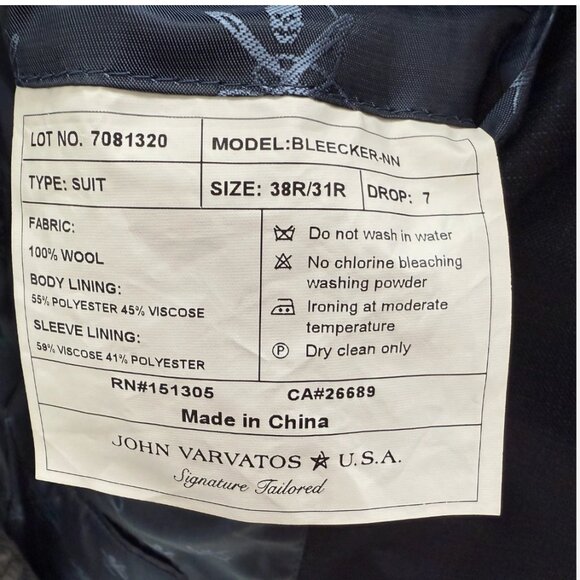 LOT NO. 7081320 MODEL:BLEECKER-NN
TYPE: SUIT SIZE: 38R/31R DROP: 7
FABRIC:
100% WOOL
BODY LINING:
55% POLYESTER 45% VISCOSE
SLEEVE LINING:
59% VISCOSE 41% POLYESTER
Do not wash in water
No chlorine bleaching
washing powder
Ironing at moderate
temperature
P Dry clean only
RN#151305 CA#26689
Made in China
JOHN VARVATOS ★ U.S.A.
Signature Tailored